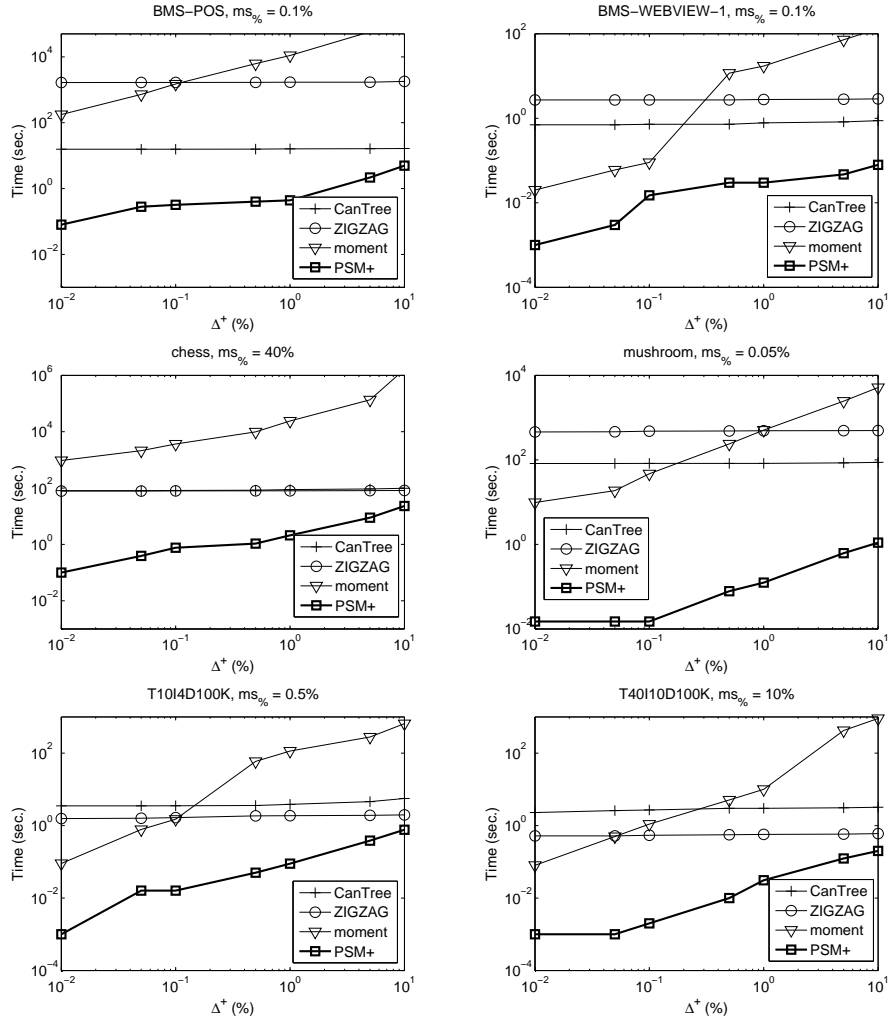 BMS−POS, ms% = 0.1%
10^4
10^2
10^0
10^−2
Time (sec.)
CanTree
ZIGZAG
moment
PSM+
10^−2
10^−1
10^0
10^1
Δ^+ (%)
BMS−WEBVIEW−1, ms% = 0.1%
10^2
10^0
10^−2
10^−4
Time (sec.)
CanTree
ZIGZAG
moment
PSM+
10^−2
10^−1
10^0
10^1
Δ^+ (%)
chess, ms% = 40%
10^6
10^4
10^2
10^0
10^−2
Time (sec.)
CanTree
ZIGZAG
moment
PSM+
10^−2
10^−1
10^0
10^1
Δ^+ (%)
mushroom, ms% = 0.05%
10^4
10^2
10^0
10^−2
Time (sec.)
CanTree
ZIGZAG
moment
PSM+
10^−2
10^−1
10^0
10^1
Δ^+ (%)
T10I4D100K, ms% = 0.5%
10^2
10^0
10^−2
10^−4
Time (sec.)
CanTree
ZIGZAG
moment
PSM+
10^−2
10^−1
10^0
10^1
Δ^+ (%)
T40I10D100K, ms% = 10%
10^2
10^0
10^−2
10^−4
Time (sec.)
CanTree
ZIGZAG
moment
PSM+
10^−2
10^−1
10^0
10^1
Δ^+ (%)